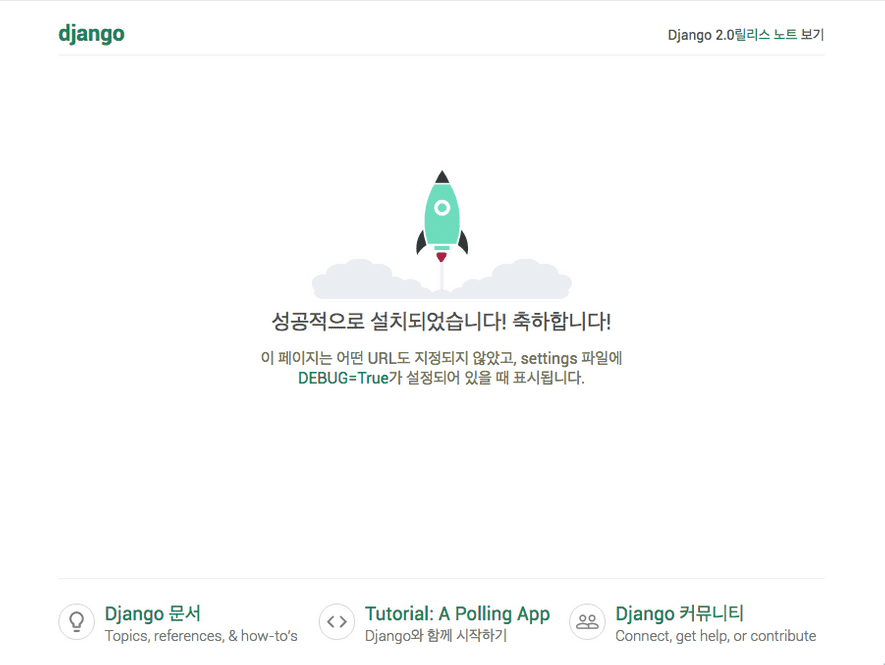 django
Django 2.0릴리스 노트 보기
성공적으로 설치되었습니다! 축하합니다!
이 페이지는 어떤 URL도 지정되지 않았고, settings 파일에
DEBUG=True가 설정되어 있을 때 표시됩니다.
Django 문서
Topics, references, & how-to's
Tutorial: A Polling App
Django와 함께 시작하기
Django 커뮤니티
Connect, get help, or contribute